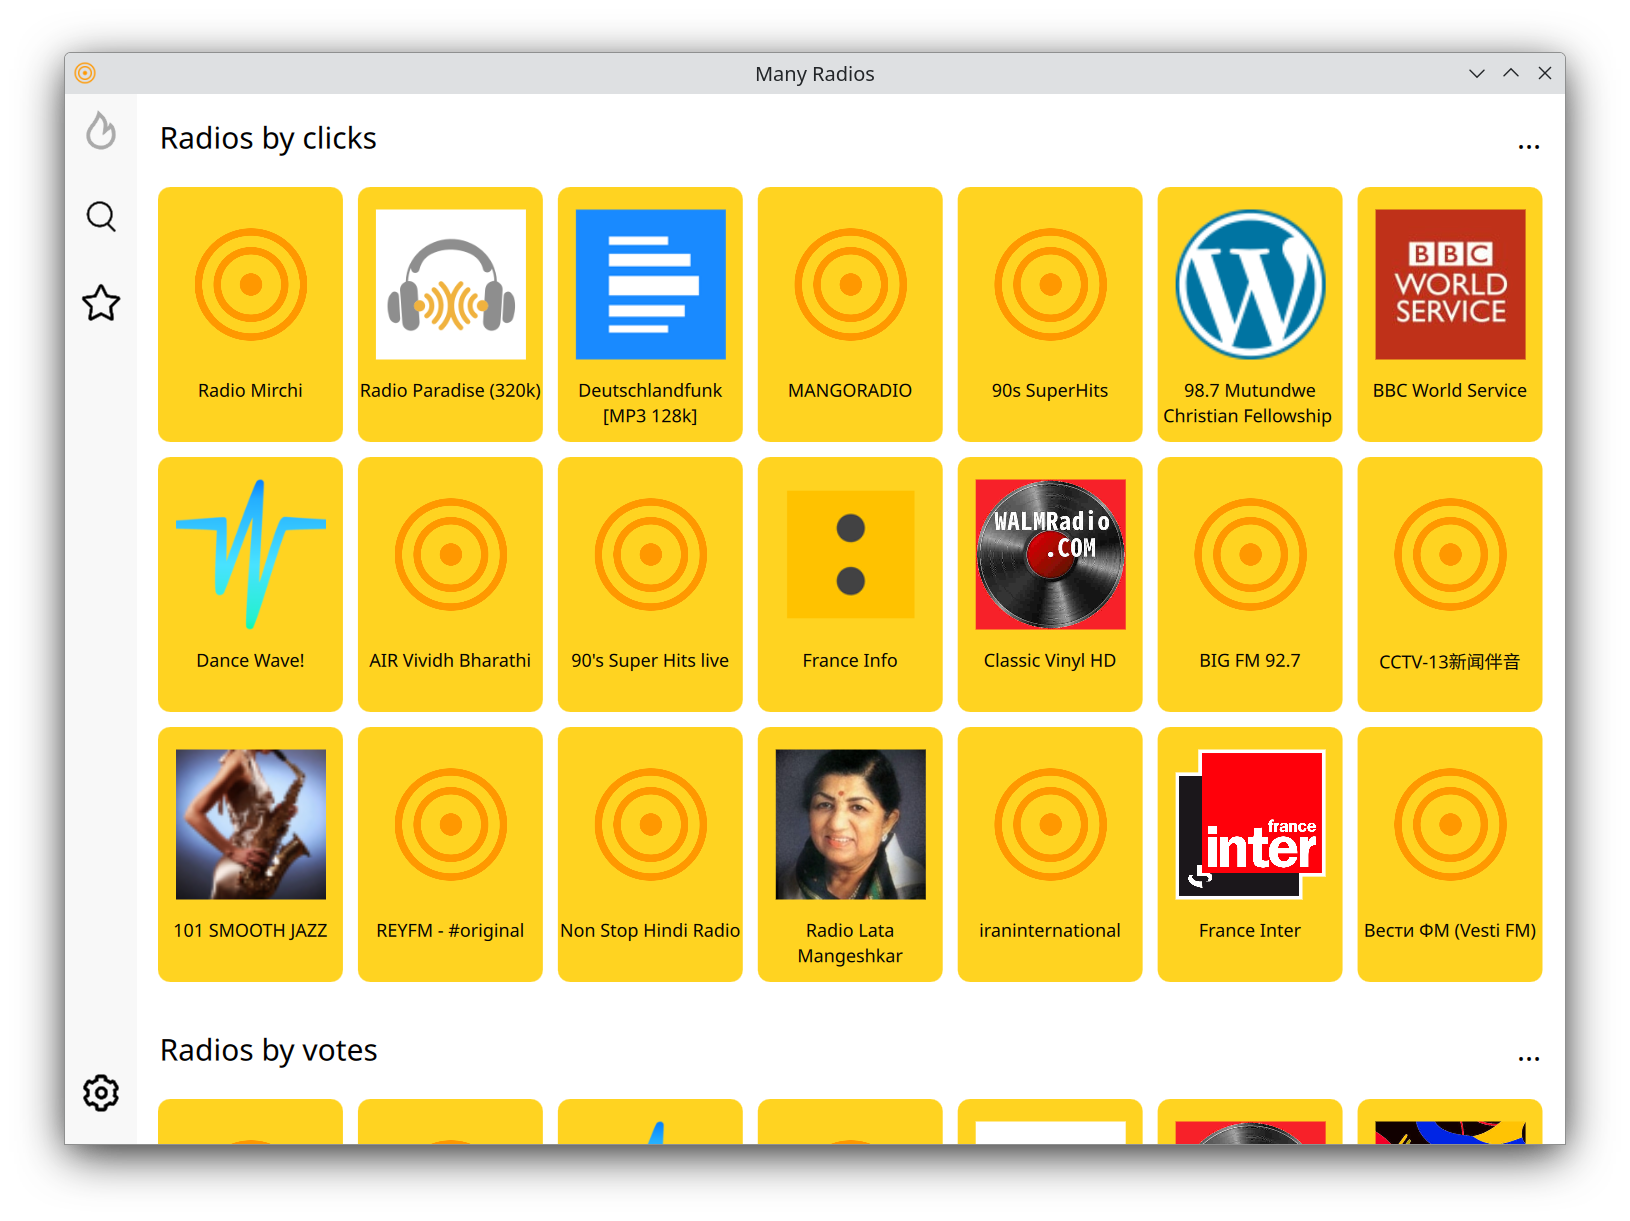 Many Radios
Radios by clicks
...
BBC
WORLD
SERVICE
Radio Mirchi
Radio Paradise (320k)
Deutschlandfunk
[MP3 128k]
MANGORADIO
90s SuperHits
98.7 Mutundwe
Christian Fellowship
BBC World Service
WALMRadio
.COM
Dance Wave!
AIR Vividh Bharathi
90's Super Hits live
France Info
Classic Vinyl HD
BIG FM 92.7
CCTV-13新闻伴音
france
inter
101 SMOOTH JAZZ
REYFM - #original
Non Stop Hindi Radio
Radio Lata
Mangeshkar
iraninternational
France Inter
Вести ФМ (Vesti FM)
Radios by votes
...